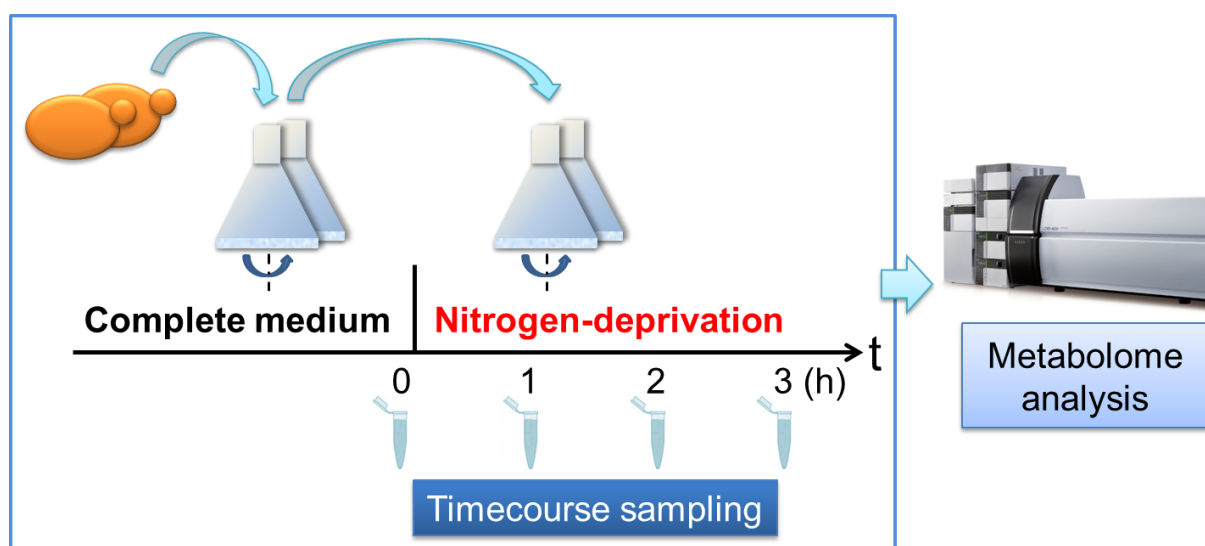 Complete medium
Nitrogen-deprivation
t
0 1 2 3 (h)
Timecourse sampling
Metabolome
analysis